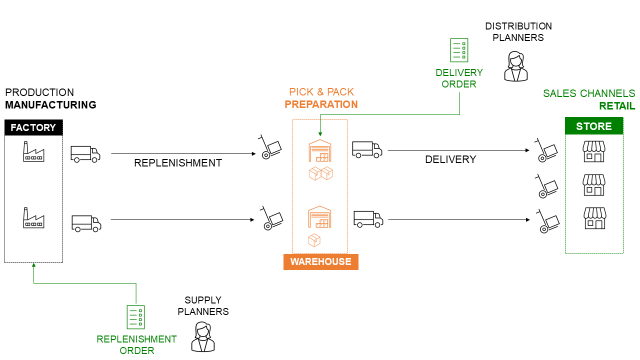 DISTRIBUTION
PLANNERS
DELIVERY
ORDER
PRODUCTION
MANUFACTURING
PICK & PACK
PREPARATION
SALES CHANNELS
RETAIL
FACTORY
STORE
REPLENISHMENT
DELIVERY
WAREHOUSE
SUPPLY
PLANNERS
REPLENISHMENT
ORDER